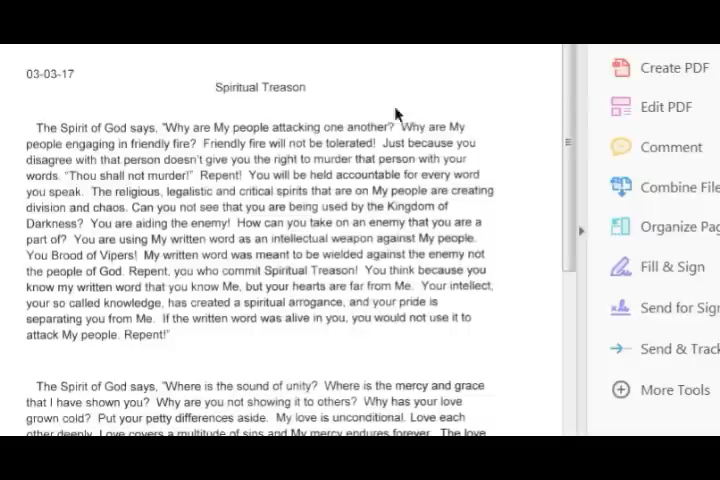 03-03-17
Spiritual Treason
The Spirit of God says, "Why are My people attacking one another? Why are My
people engaging in friendly fire? Friendly fire will not be tolerated! Just because you
disagree with that person doesn't give you the right to murder that person with your
words. "Thou shall not murder!" Repent! You will be held accountable for every word
you speak. The religious, legalistic and critical spirits that are on My people are creating
division and chaos. Can you not see that you are being used by the Kingdom of
Darkness? You are aiding the enemy! How can you take on an enemy that you are a
part of? You are using My written word as an intellectual weapon against My people.
You Brood of Vipers! My written word was meant to be wielded against the enemy not
the people of God. Repent, you who commit Spiritual Treason! You think because you
know my written word that you know Me, but your hearts are far from Me. Your intellect,
your so called knowledge, has created a spiritual arrogance, and your pride is
separating you from Me. If the written word was alive in you, you would not use it to
attack My people. Repent!"
The Spirit of God says, "Where is the sound of unity? Where is the mercy and grace
that I have shown you? Why are you not showing it to others? Why has your love
grown cold? Put your petty differences aside. My love is unconditional. Love each
other deeply. Love covers a multitude of sins and My mercy endures forever. The love
Create PDF
Edit PDF
Comment
Combine File
Organize Pag
Fill & Sign
Send for Sign
Send & Track
More Tools